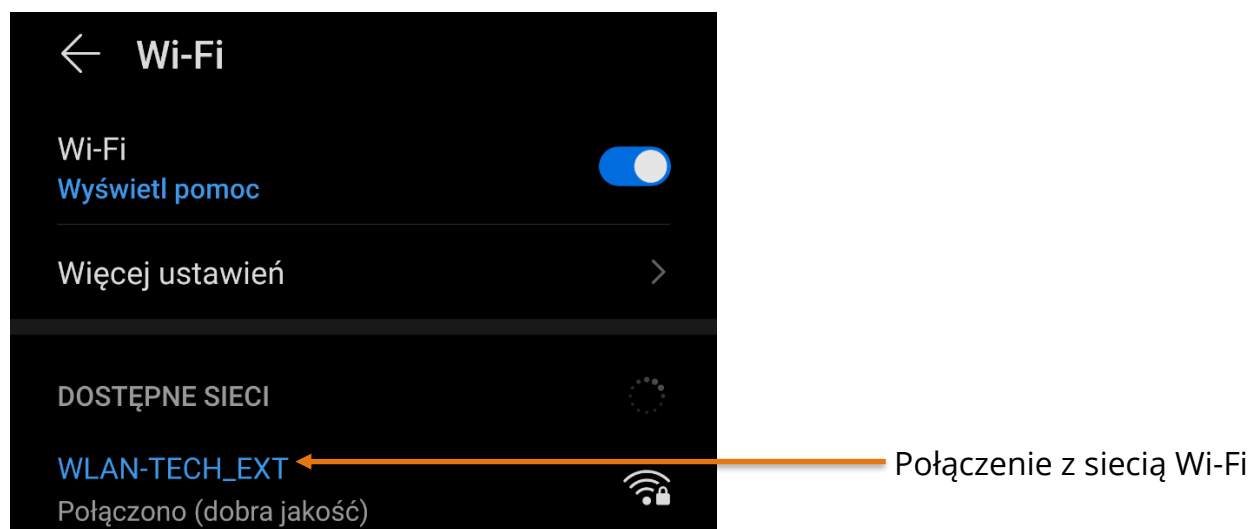 Wi-Fi
Wi-Fi
Wyświetl pomoc
Więcej ustawień
DOSTĘPNE SIECI
WLAN-TECH_EXT
Połączenie z siecią Wi-Fi
Połączono (dobra jakość)